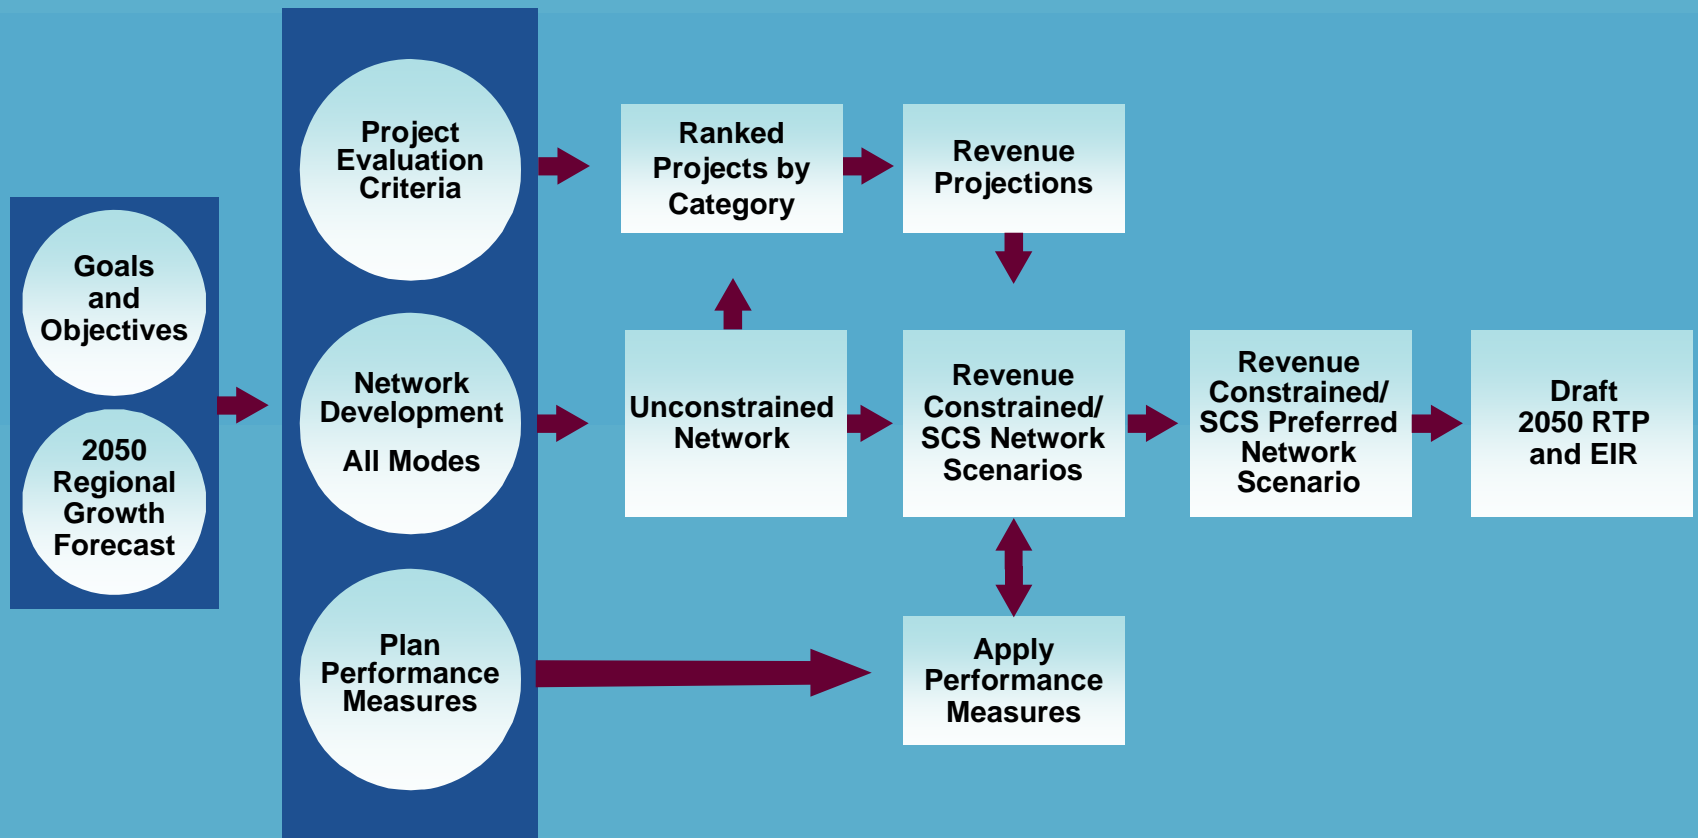 Goals
and
Objectives
2050
Regional
Growth
Forecast
Project
Evaluation
Criteria
Network
Development
All Modes
Plan
Performance
Measures
Ranked
Projects by
Category
Revenue
Projections
Unconstrained
Network
Revenue
Constrained/
SCS Network
Scenarios
Revenue
Constrained/
SCS Preferred
Network
Scenario
Draft
2050 RTP
and EIR
Apply
Performance
Measures